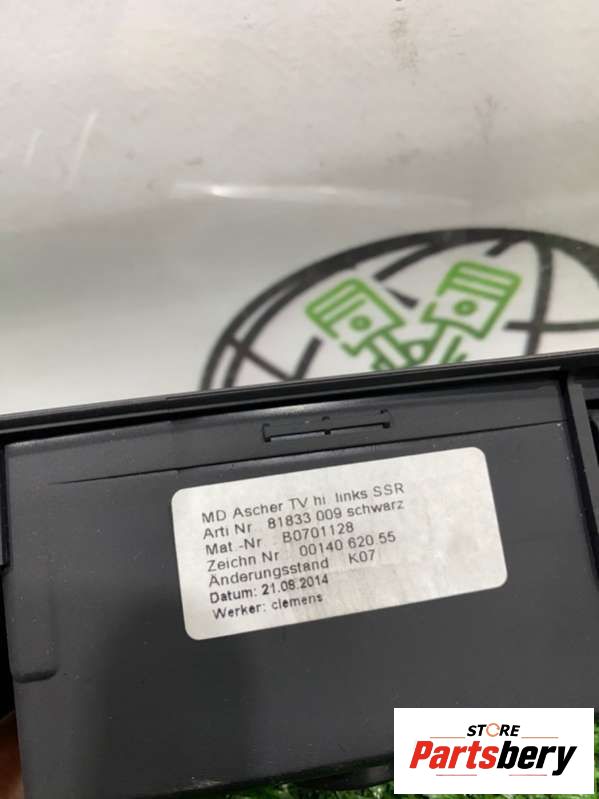 MD Ascher TV hi. links SSR
Arti Nr 81833 009 schwarz
Mat.-Nr B0701128
Zeichn Nr 00140 620 55
Änderungsstand K07
Datum: 21.08.2014
Werker: clemens
STORE
Partsbery